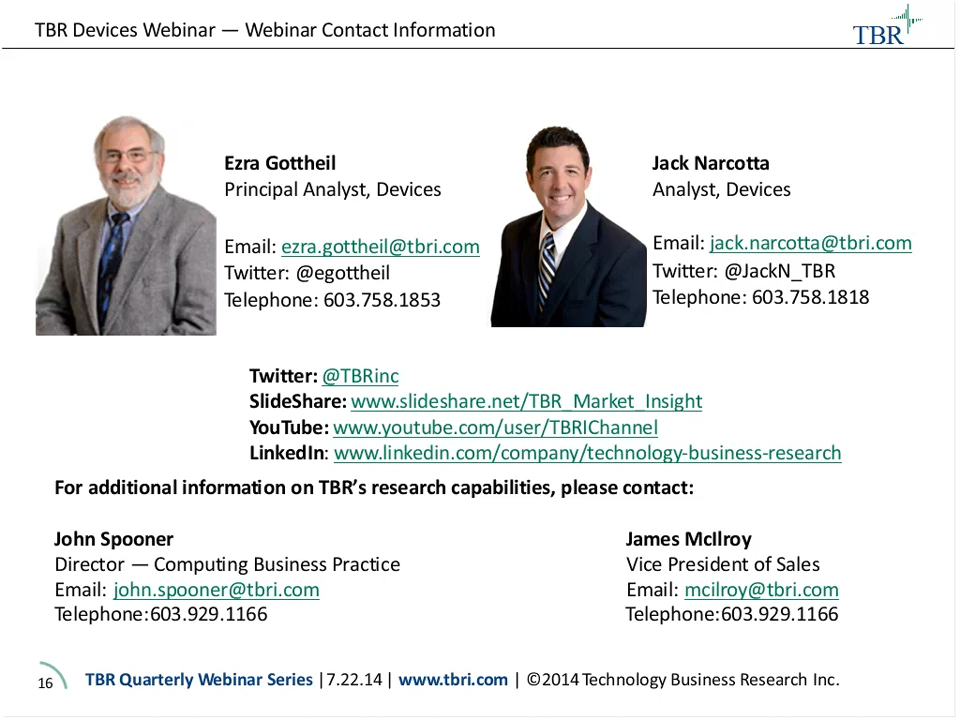 TBR Devices Webinar — Webinar Contact Information
TBR
Ezra Gottheil
Principal Analyst, Devices
Email: ezra.gottheil@tbri.com
Twitter: @egottheil
Telephone: 603.758.1853
Jack Narcotta
Analyst, Devices
Email: jack.narcotta@tbri.com
Twitter: @JackN_TBR
Telephone: 603.758.1818
Twitter: @TBRinc
SlideShare: www.slideshare.net/TBR_Market_Insight
YouTube: www.youtube.com/user/TBRIChannel
LinkedIn: www.linkedin.com/company/technology-business-research
For additional information on TBR’s research capabilities, please contact:
John Spooner
Director — Computing Business Practice
Email: john.spooner@tbri.com
Telephone:603.929.1166
James McIlroy
Vice President of Sales
Email: mcilroy@tbri.com
Telephone:603.929.1166
16 TBR Quarterly Webinar Series |7.22.14 | www.tbri.com | ©2014 Technology Business Research Inc.